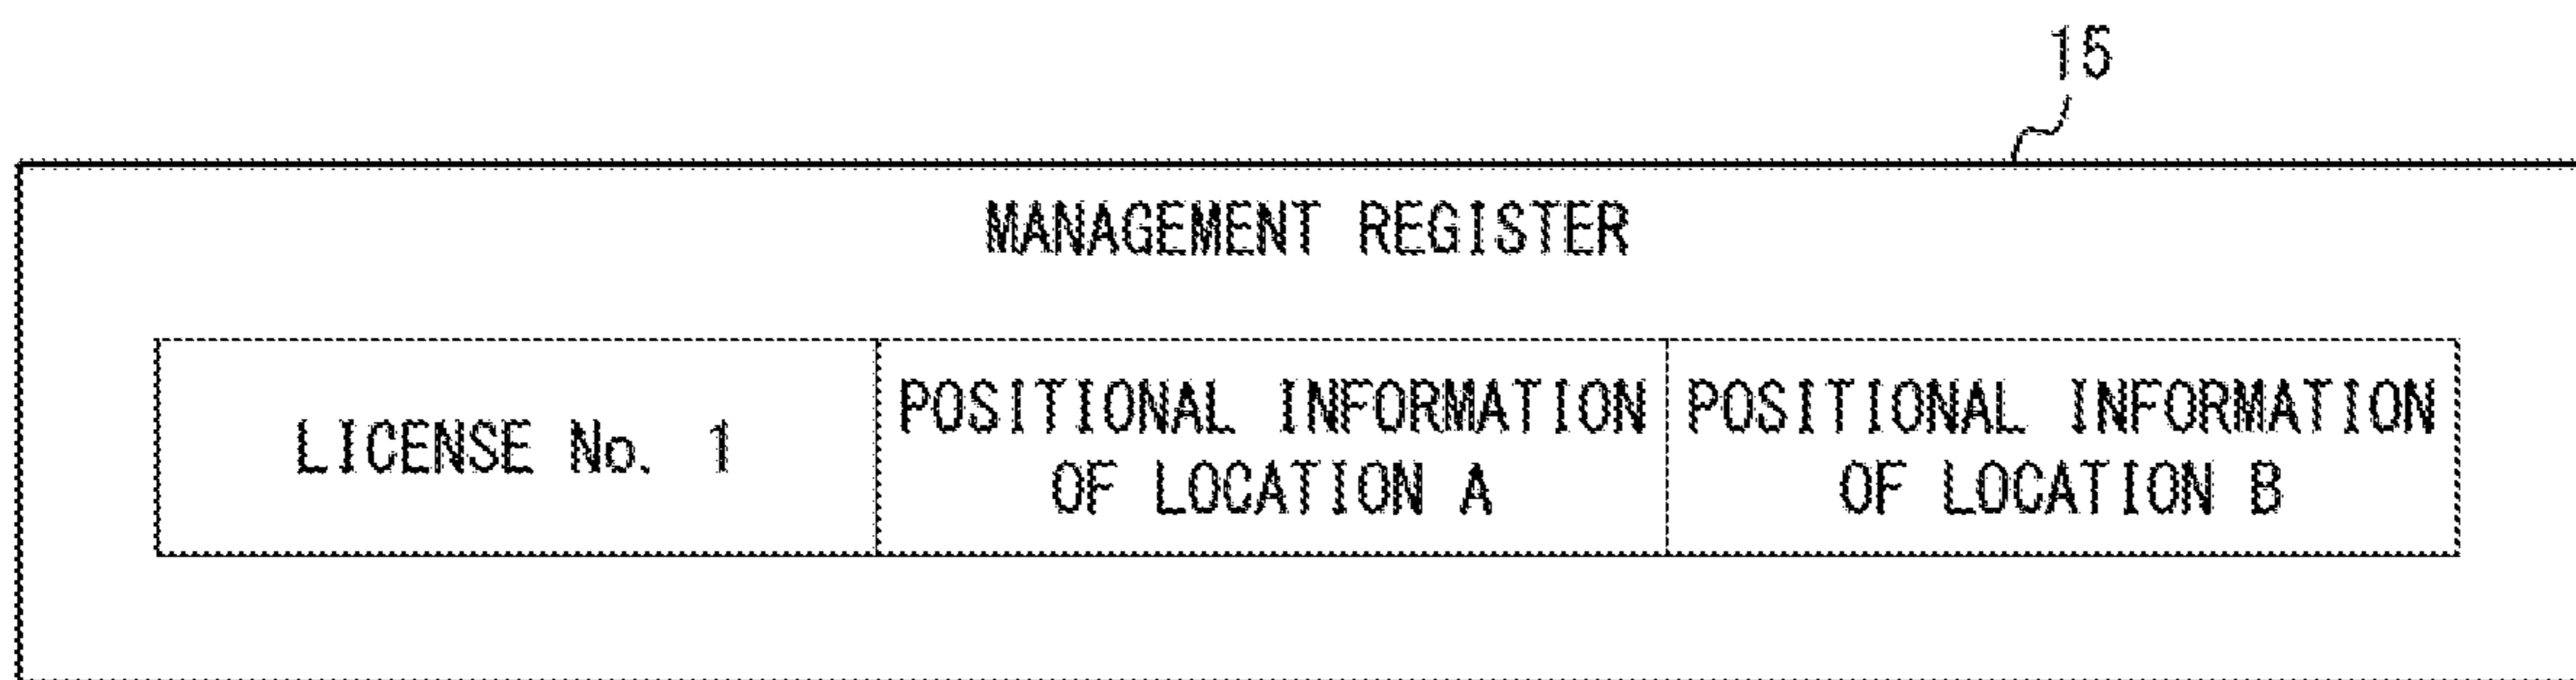 15
MANAGEMENT REGISTER
LICENSE No. 1
POSITIONAL INFORMATION
OF LOCATION A
POSITIONAL INFORMATION
OF LOCATION B